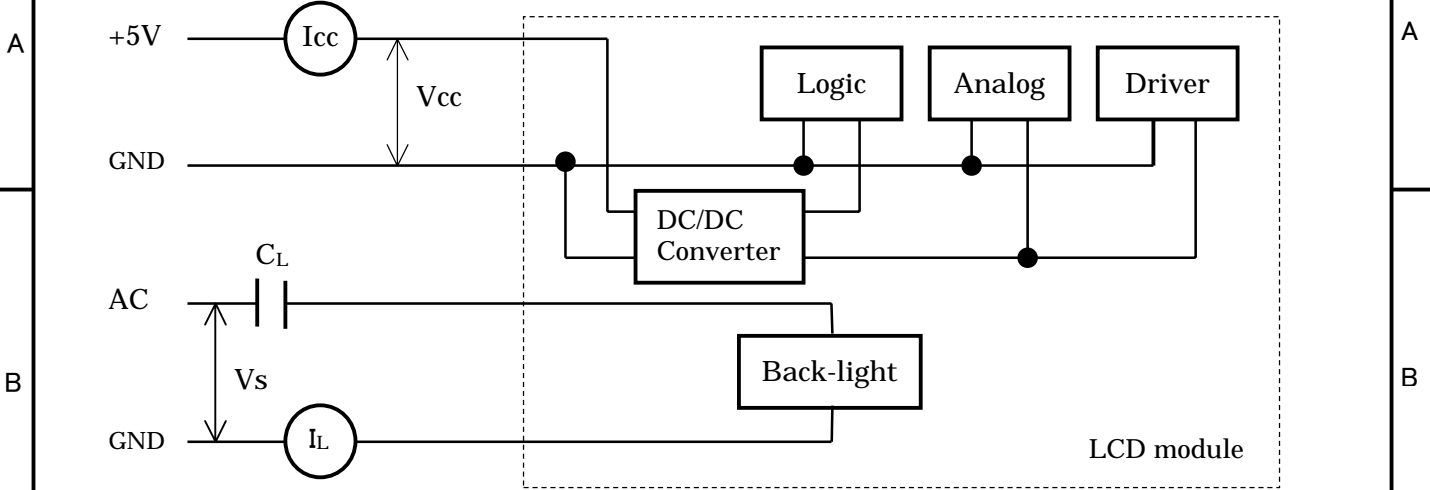 A
A
+5V
Icc
Vcc
Logic
Analog
Driver
GND
DC/DC
Converter
CL
AC
Vs
Back-light
B
B
GND
IL
LCD module